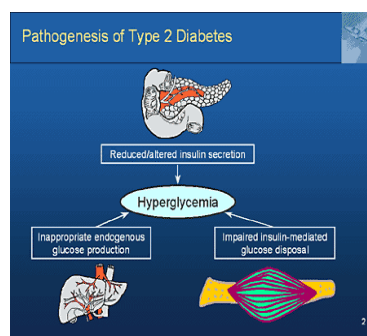 Pathogenesis of Type 2 Diabetes
Reduced/altered insulin secretion
Hyperglycemia
Inappropriate endogenous
glucose production
Impaired insulin-mediated
glucose disposal
2